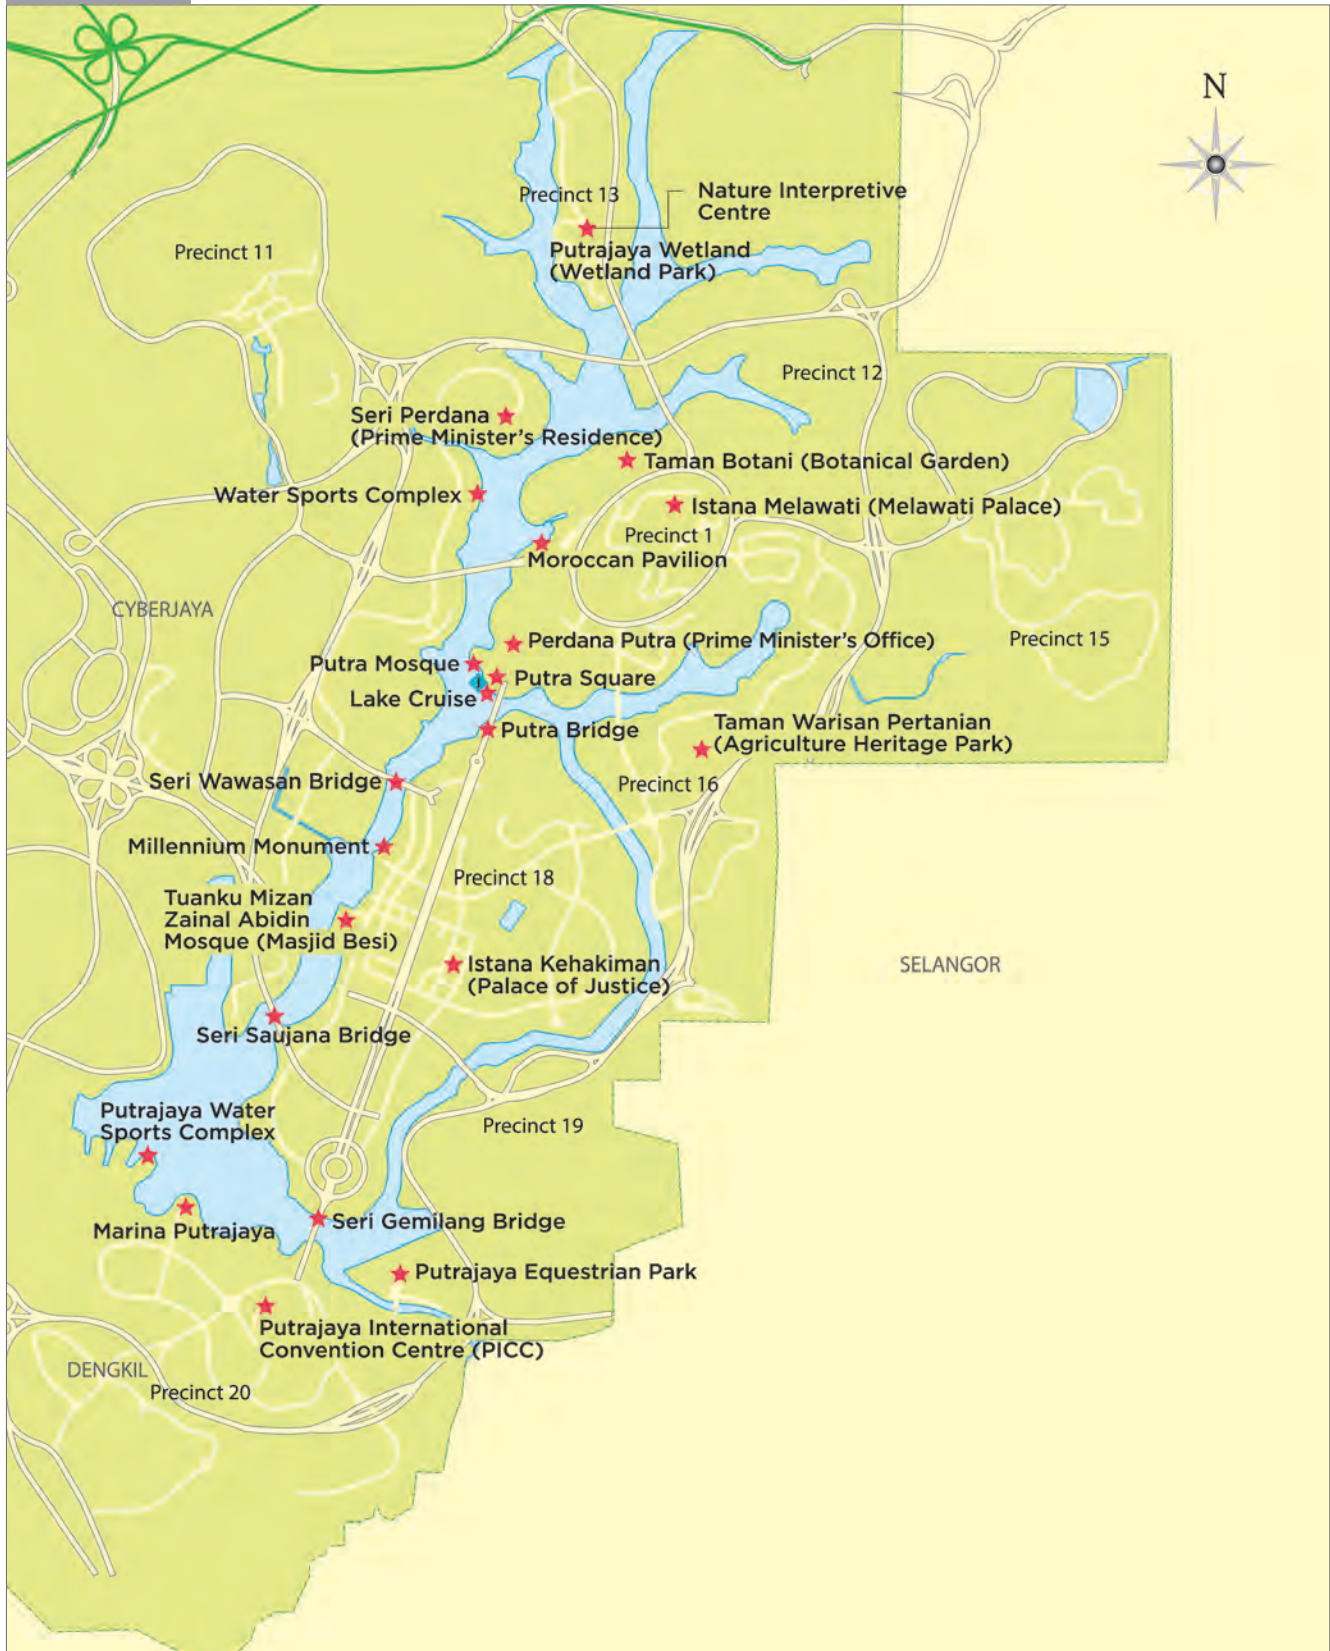 N
Precinct 13
Nature Interpretive
Centre
Precinct 11
Putrajaya Wetland
(Wetland Park)
Precinct 12
Seri Perdana
(Prime Minister's Residence)
Taman Botani (Botanical Garden)
Water Sports Complex
Istana Melawati (Melawati Palace)
Precinct 1
Moroccan Pavilion
CYBERJAYA
Perdana Putra (Prime Minister's Office)
Precinct 15
Putra Mosque
i
Putra Square
Lake Cruise
Putra Bridge
Taman Warisan Pertanian
(Agriculture Heritage Park)
Seri Wawasan Bridge
Precinct 16
Millennium Monument
Precinct 18
Tuanku Mizan
Zainal Abidin
Mosque (Masjid Besi)
Istana Kehakiman
(Palace of Justice)
SELANGOR
Seri Saujana Bridge
Putrajaya Water
Sports Complex
Precinct 19
Marina Putrajaya
Seri Gemilang Bridge
Putrajaya Equestrian Park
Putrajaya International
Convention Centre (PICC)
DENGKIL
Precinct 20